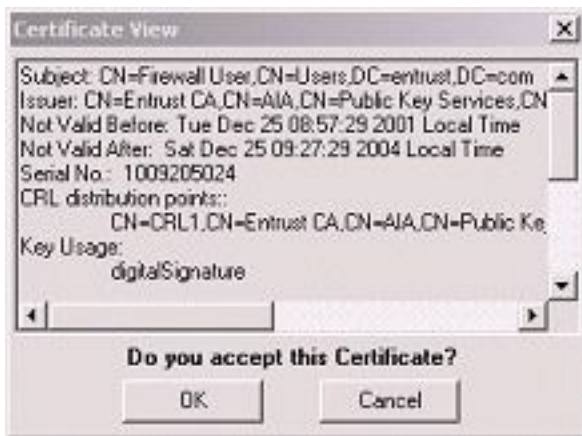 Certificate View
Subject: CN=Firewall User,CN=Users,DC=entrust,DC=com
Issuer: CN=Entrust CA,CN=AIA,CN=Public Key Services,CN
Not Valid Before: Tue Dec 25 08:57:29 2001 Local Time
Not Valid After:  Sat Dec 25 09:27:29 2004 Local Time
Serial No.:  1009205024
CRL distribution points::
CN=CRL1,CN=Entrust CA,CN=AIA,CN=Public Ke
Key Usage:
digitalSignature
Do you accept this Certificate?
OK
Cancel